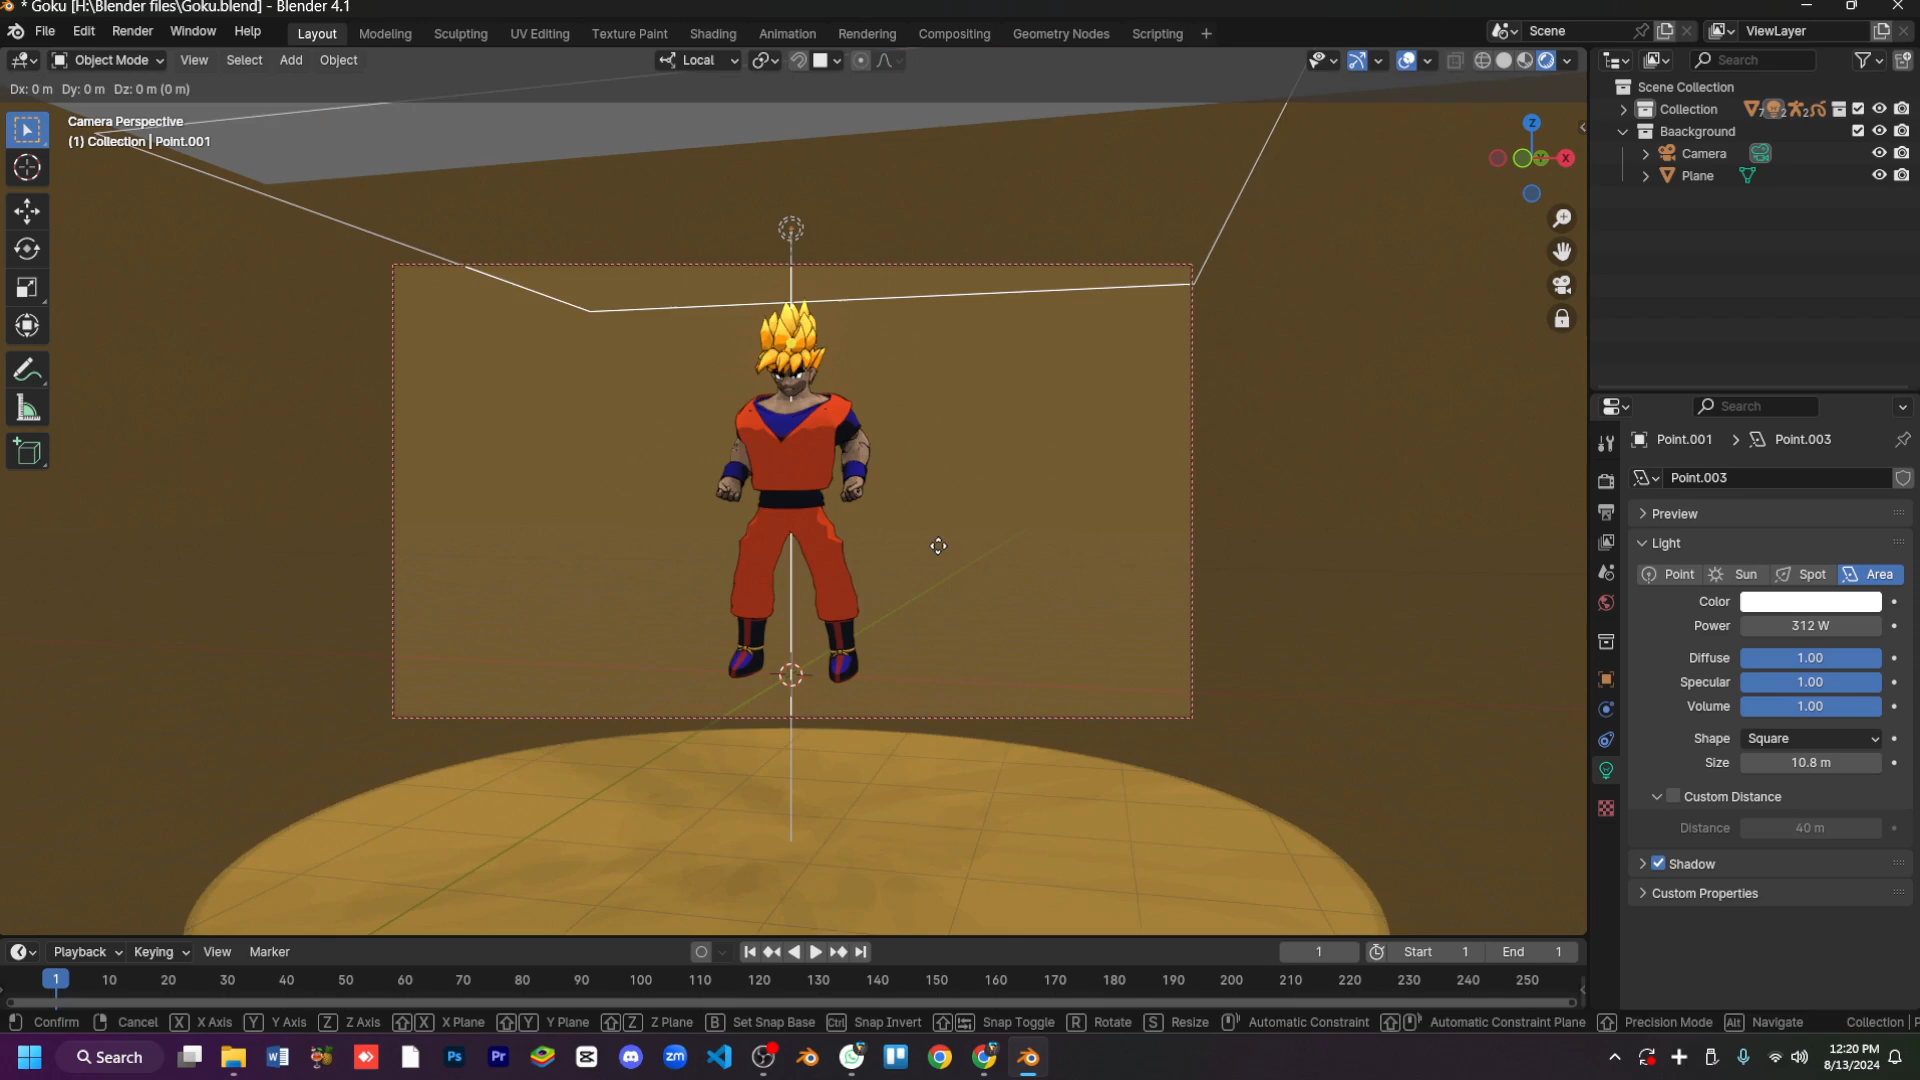 * Goku [H:\Blender files\Goku.blend] - Blender 4.1
File Edit Render Window Help Layout Modeling Sculpting UV Editing Texture Paint Shading Animation Rendering Compositing Geometry Nodes Scripting + Scene ViewLayer
Object Mode View Select Add Object Local Search
Dx: 0 m Dy: 0 m Dz: 0 m (0 m)
Camera Perspective
(1) Collection | Point.001
Z
X
Scene Collection
Collection 7 2 2
Baackground
Camera
Plane
Search
Point.001 > Point.003
Point.003
Preview
Light
Point Sun Spot Area
Color
Power 312 W
Diffuse 1.00
Specular 1.00
Volume 1.00
Shape Square
Size 10.8 m
Custom Distance
Distance 40 m
Shadow
Custom Properties
Playback Keying View Marker 1 Start 1 End 1
1 10 20 30 40 50 60 70 80 90 100 110 120 130 140 150 160 170 180 190 200 210 220 230 240 250
Confirm Cancel X X Axis Y Y Axis Z Z Axis X X Plane Y Y Plane Z Z Plane B Set Snap Base Ctrl Snap Invert Snap Toggle R Rotate S Resize Automatic Constraint Automatic Constraint Plane Precision Mode Alt Navigate Collection |
Search W Ps Pr zm 12:20 PM
8/13/2024